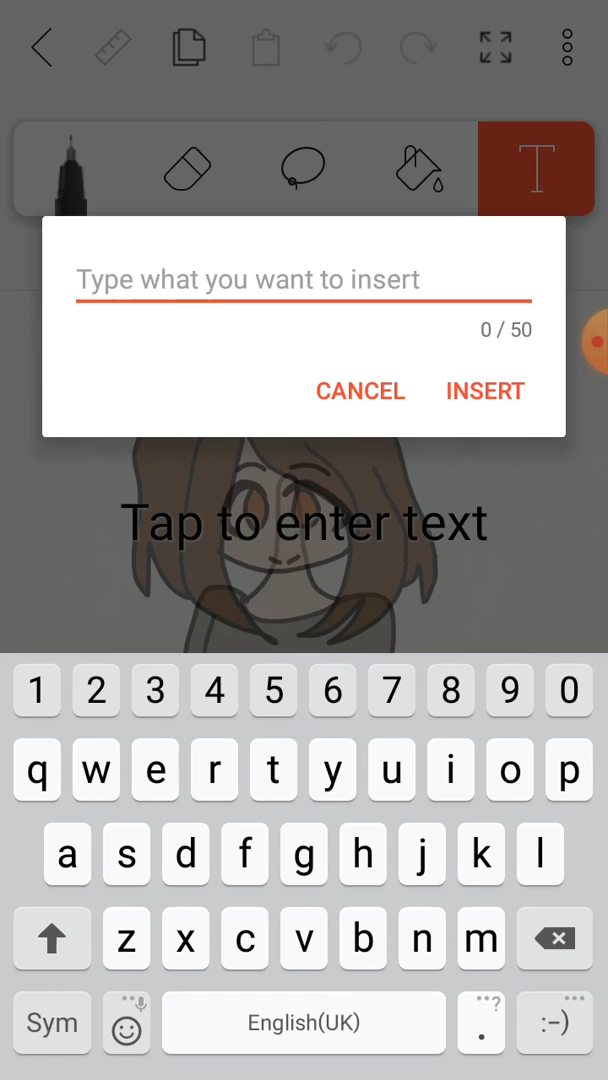 T
Type what you want to insert
0 / 50
CANCEL INSERT
Tap to enter text
1 2 3 4 5 6 7 8 9 0
q w e r t y u i o p
a s d f g h j k l
z x c v b n m
Sym English(UK) . ? :-)